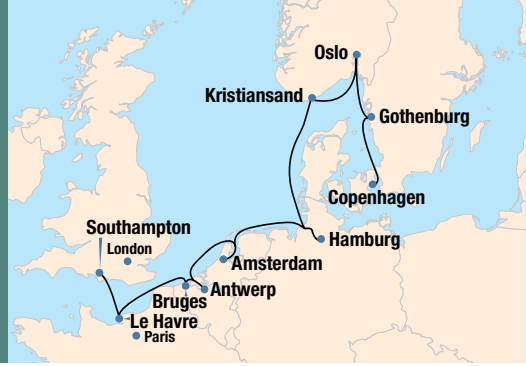 Oslo
Kristiansand
Gothenburg
Copenhagen
Southampton
London
Hamburg
Amsterdam
Antwerp
Bruges
Le Havre
Paris